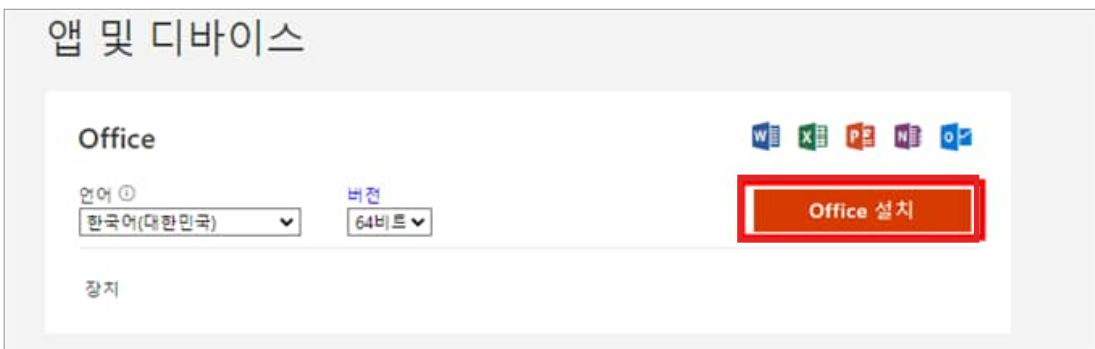 앱 및 디바이스
Office
언어
버전
한국어(대한민국)
64비트
Office 설치
장치